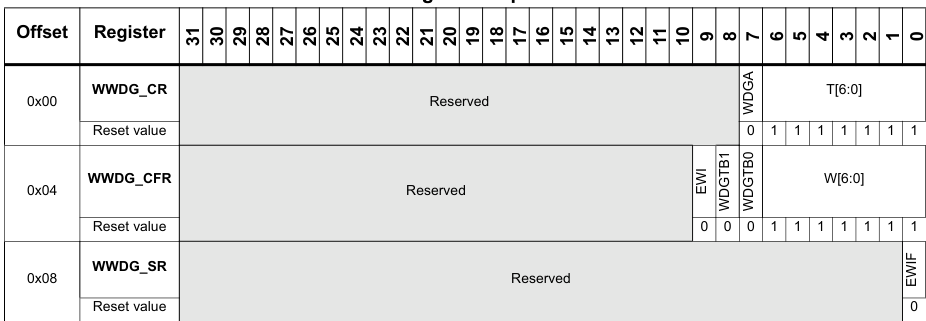 Offset Register 31 30 29 28 27 26 25 24 23 22 21 20 19 18 17 16 15 14 13 12 11 10 9 8 7 6 5 4 3 2 1 0
0x00 WWDG_CR Reserved WDGA T[6:0]
Reset value 0 1 1 1 1 1 1 1
0x04 WWDG_CFR Reserved EWI WDGTB1 WDGTB0 W[6:0]
Reset value 0 0 0 1 1 1 1 1 1 1
0x08 WWDG_SR Reserved EWIF
Reset value 0